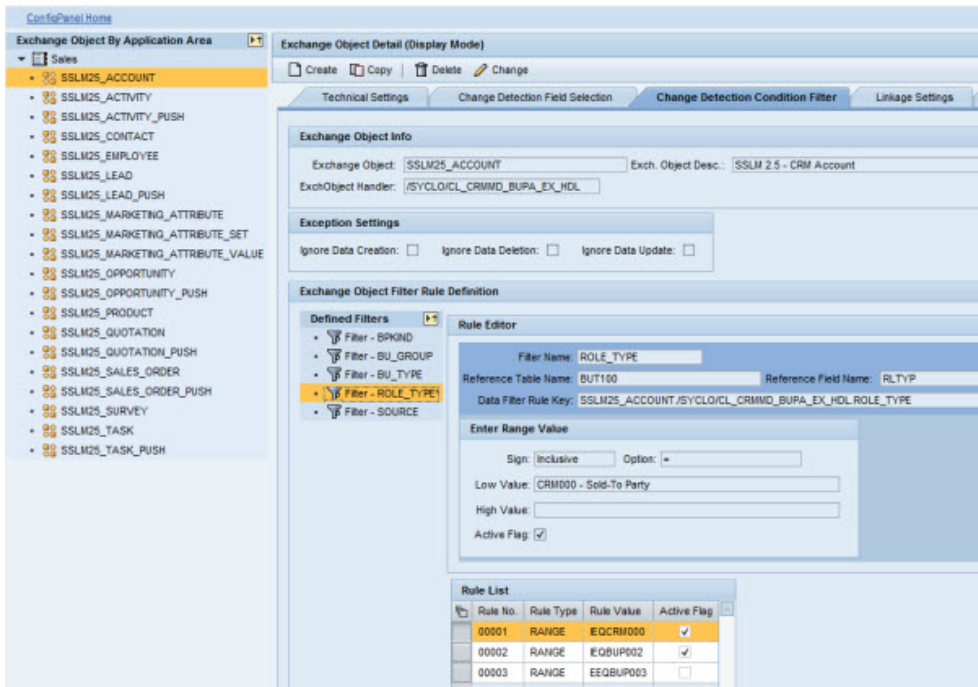 ConfigPanel Home
Exchange Object By Application Area
Sales
SSLM25_ACCOUNT
SSLM25_ACTIVITY
SSLM25_ACTIVITY_PUSH
SSLM25_CONTACT
SSLM25_EMPLOYEE
SSLM25_LEAD
SSLM25_LEAD_PUSH
SSLM25_MARKETING_ATTRIBUTE
SSLM25_MARKETING_ATTRIBUTE_SET
SSLM25_MARKETING_ATTRIBUTE_VALUE
SSLM25_OPPORTUNITY
SSLM25_OPPORTUNITY_PUSH
SSLM25_PRODUCT
SSLM25_QUOTATION
SSLM25_QUOTATION_PUSH
SSLM25_SALES_ORDER
SSLM25_SALES_ORDER_PUSH
SSLM25_SURVEY
SSLM25_TASK
SSLM25_TASK_PUSH
Exchange Object Detail (Display Mode)
Create Copy | Delete Change
Technical Settings Change Detection Field Selection Change Detection Condition Filter Linkage Settings
Exchange Object Info
Exchange Object: SSLM25_ACCOUNT Exch. Object Desc.: SSLM 2.5 - CRM Account
ExchObject Handler: /SYCLO/CL_CRMMD_BUPA_EX_HDL
Exception Settings
Ignore Data Creation: Ignore Data Deletion: Ignore Data Update:
Exchange Object Filter Rule Definition
Defined Filters
Filter - BPKIND
Filter - BU_GROUP
Filter - BU_TYPE
Filter - ROLE_TYPE
Filter - SOURCE
Rule Editor
Filter Name: ROLE_TYPE
Reference Table Name: BUT100 Reference Field Name: RLTYP
Data Filter Rule Key: SSLM25_ACCOUNT./SYCLO/CL_CRMMD_BUPA_EX_HDL.ROLE_TYPE
Enter Range Value
Sign: Inclusive Option: =
Low Value: CRM000 - Sold-To Party
High Value:
Active Flag:
Rule List
Rule No. Rule Type Rule Value Active Flag
00001 RANGE IEQCRM000
00002 RANGE IEQBUP002
00003 RANGE EEQBUP003